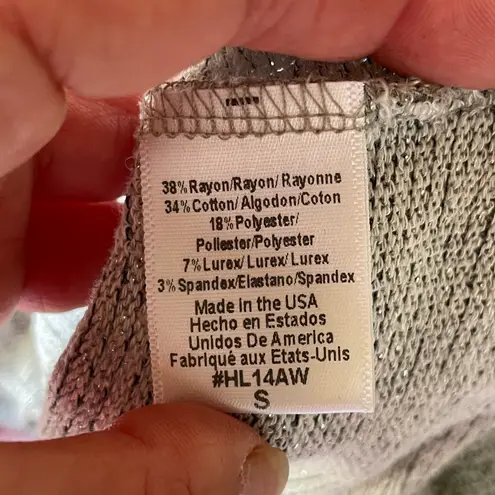 38% Rayon/Rayon/ Rayonne
34% Cotton/ Algodon/Coton
18% Polyester/
Poliester/Polyester
7% Lurex/ Lurex/ Lurex
3% Spandex/Elastano/Spandex
Made In the USA
Hecho en Estados
Unidos De America
Fabriqué aux Etats-Unis
#HL14AW
S